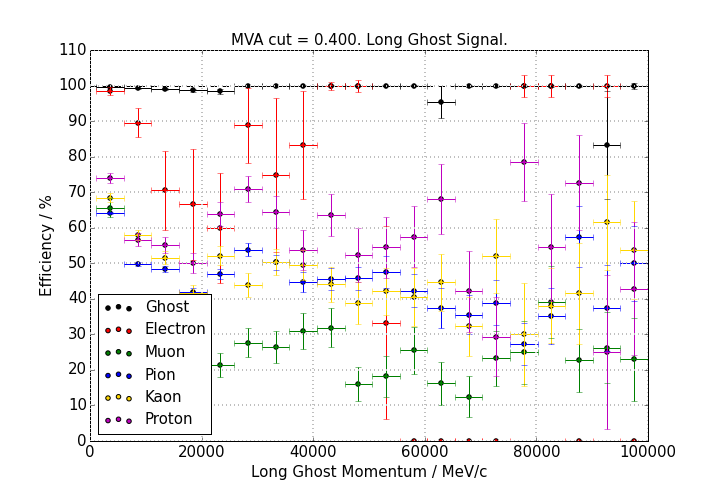 MVA cut = 0.400. Long Ghost Signal.
110
100
90
80
70
60
50
40
30
20
10
0
Efficiency / %
Ghost
Electron
Muon
Pion
Kaon
Proton
0 20000 40000 60000 80000 100000
Long Ghost Momentum / MeV/c